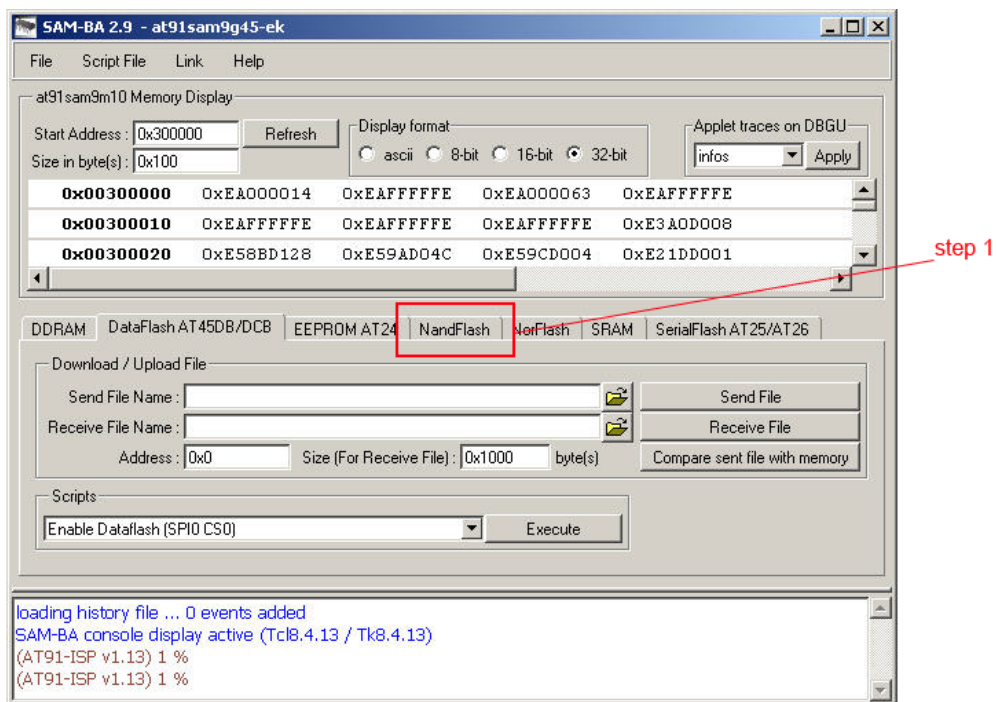 SAM-BA 2.9 - at91sam9g45-ek
File Script File Link Help
at91sam9m10 Memory Display
Start Address : 0x300000 Refresh
Size in byte(s) : 0x100
Display format
ascii 8-bit 16-bit 32-bit
Applet traces on DBGU
infos Apply
0x00300000 0xEA000014 0xEAFFFFFE 0xEA000063 0xEAFFFFFE
0x00300010 0xEAFFFFFE 0xEAFFFFFE 0xEAFFFFFE 0xE3A0D008
0x00300020 0xE58BD128 0xE59AD04C 0xE59CD004 0xE21DD001
step 1
DDRAM DataFlash AT45DB/DCB EEPROM AT24 NandFlash NorFlash SRAM SerialFlash AT25/AT26
Download / Upload File
Send File Name : Send File
Receive File Name : Receive File
Address : 0x0 Size (For Receive File) : 0x1000 byte(s) Compare sent file with memory
Scripts
Enable Dataflash (SPI0 CS0) Execute
loading history file ... 0 events added
SAM-BA console display active (Tcl8.4.13 / Tk8.4.13)
(AT91-ISP v1.13) 1 %
(AT91-ISP v1.13) 1 %